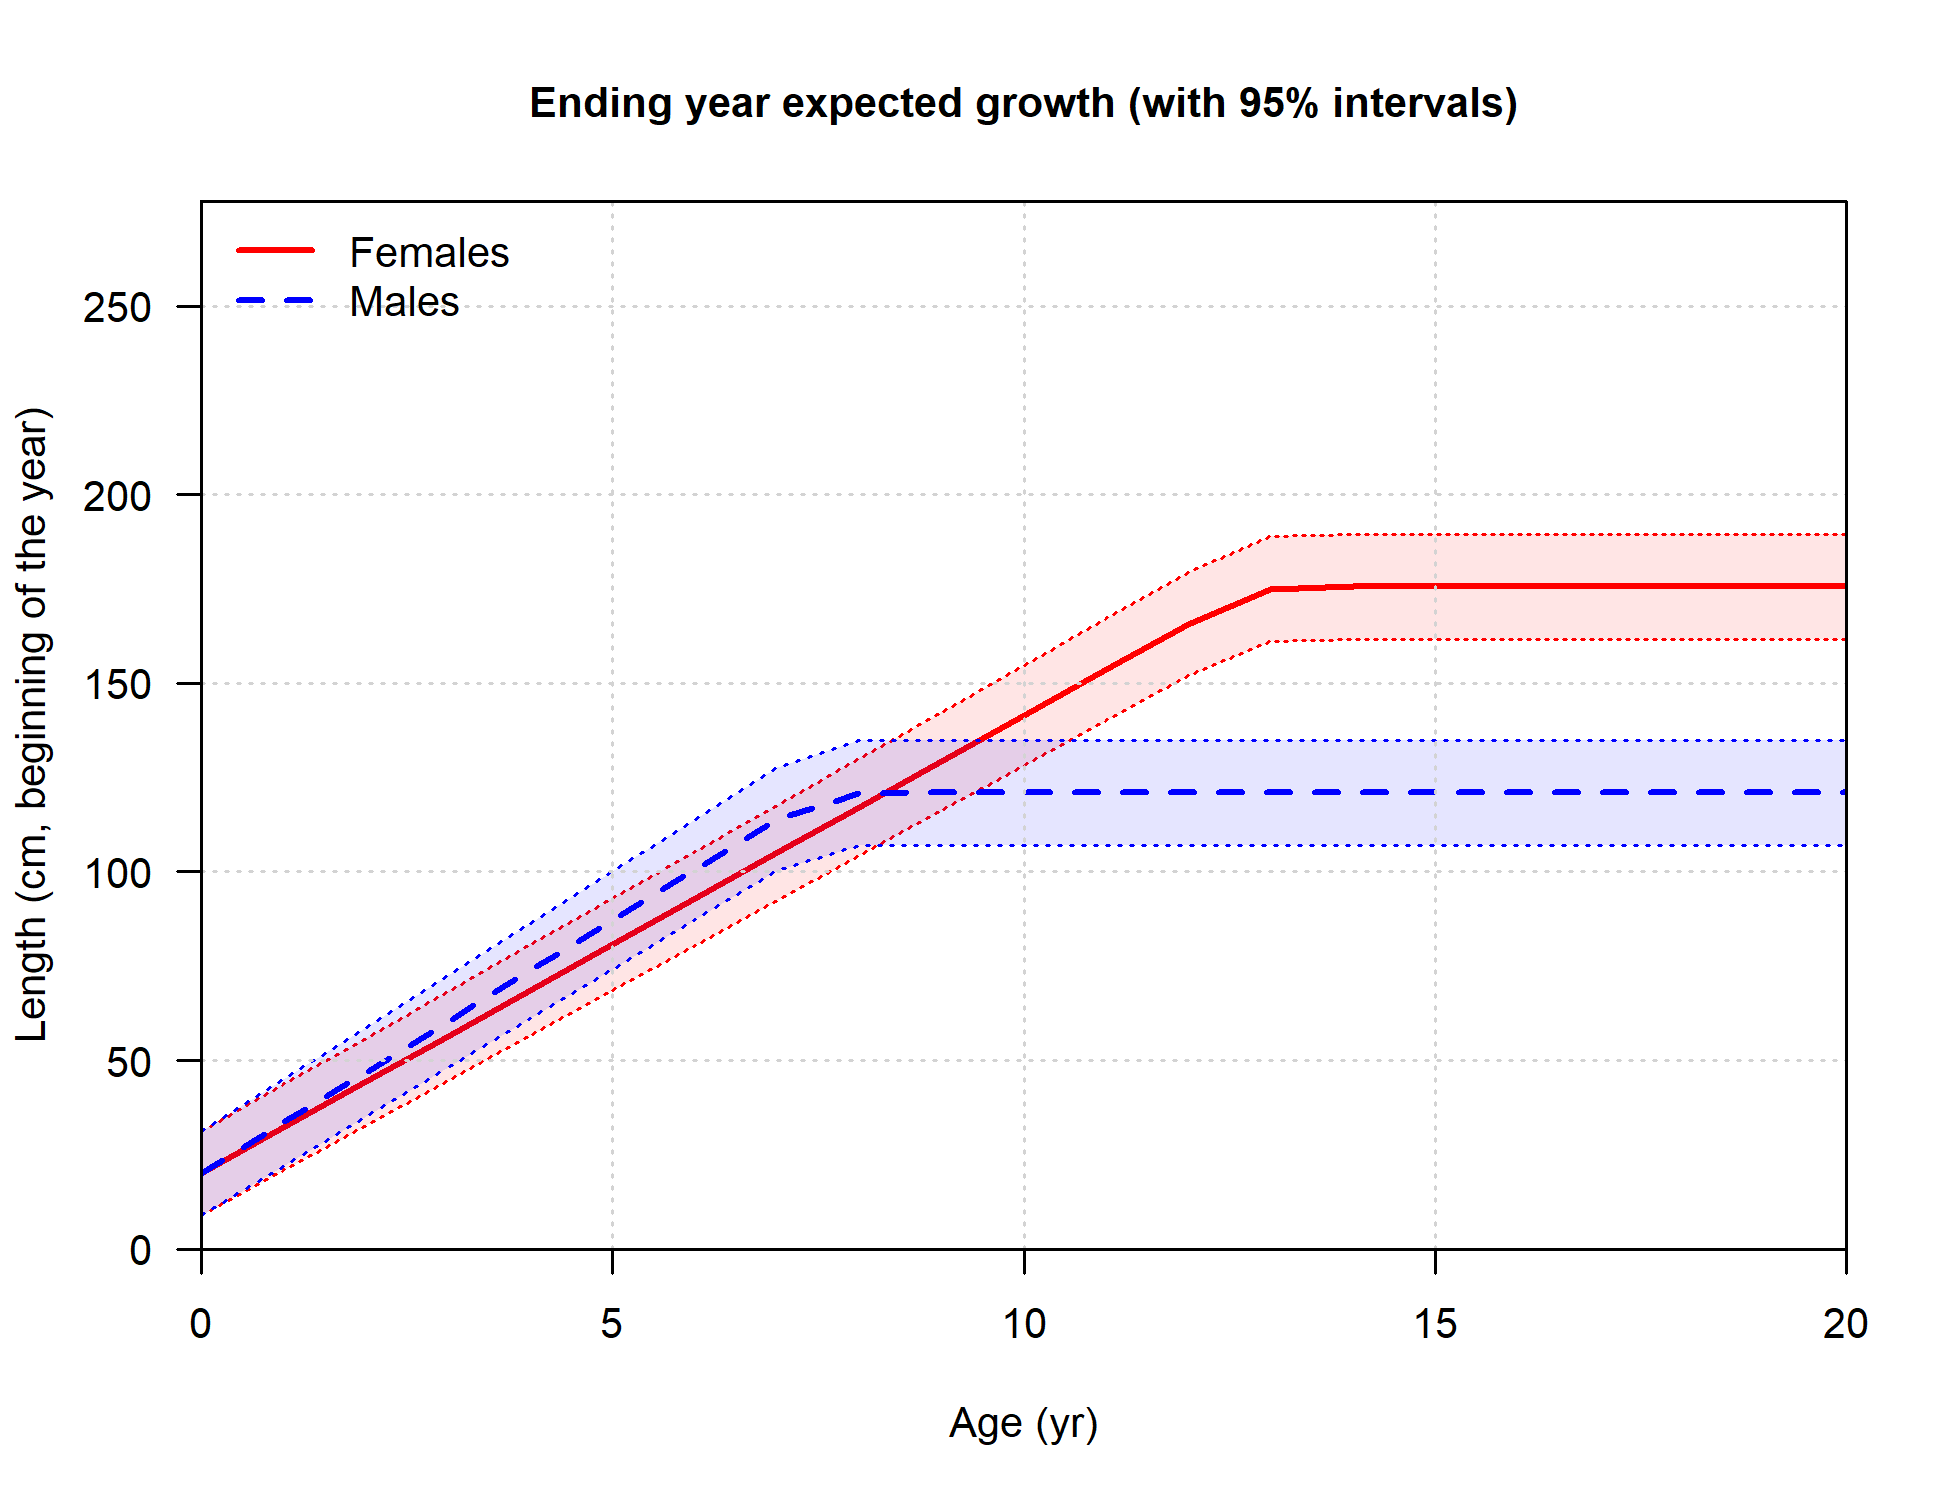 Ending year expected growth (with 95% intervals)
Females
Males
250
200
150
100
50
0
Length (cm, beginning of the year)
0 5 10 15 20
Age (yr)